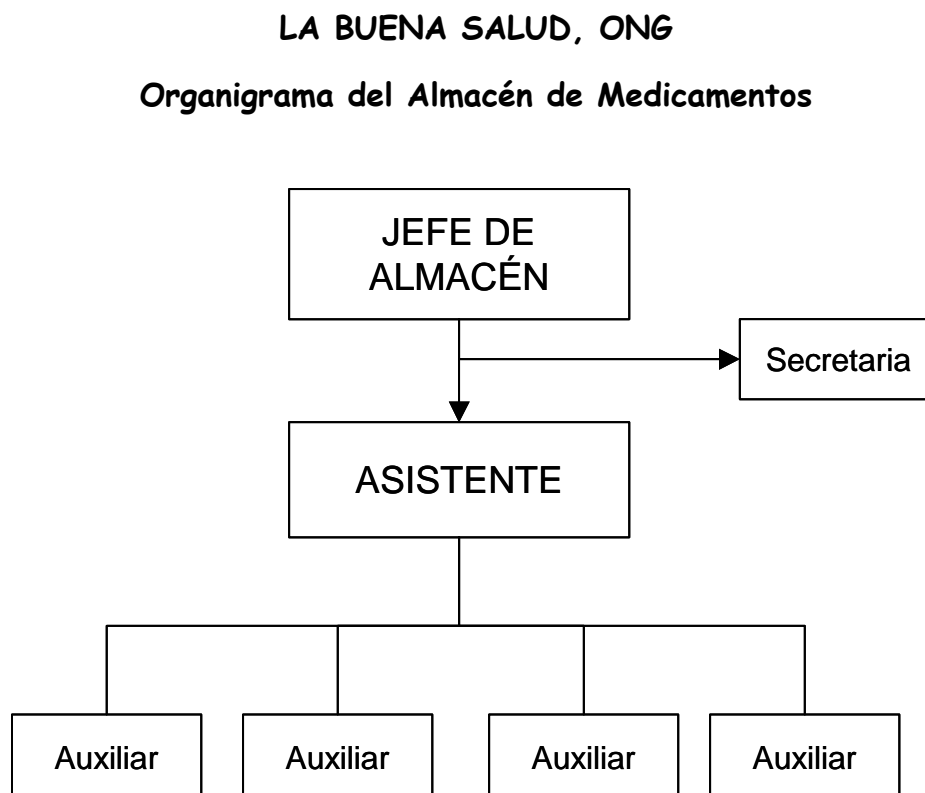 LA BUENA SALUD, ONG
Organigrama del Almacén de Medicamentos
JEFE DE
ALMACÉN
Secretaria
ASISTENTE
Auxiliar
Auxiliar
Auxiliar
Auxiliar